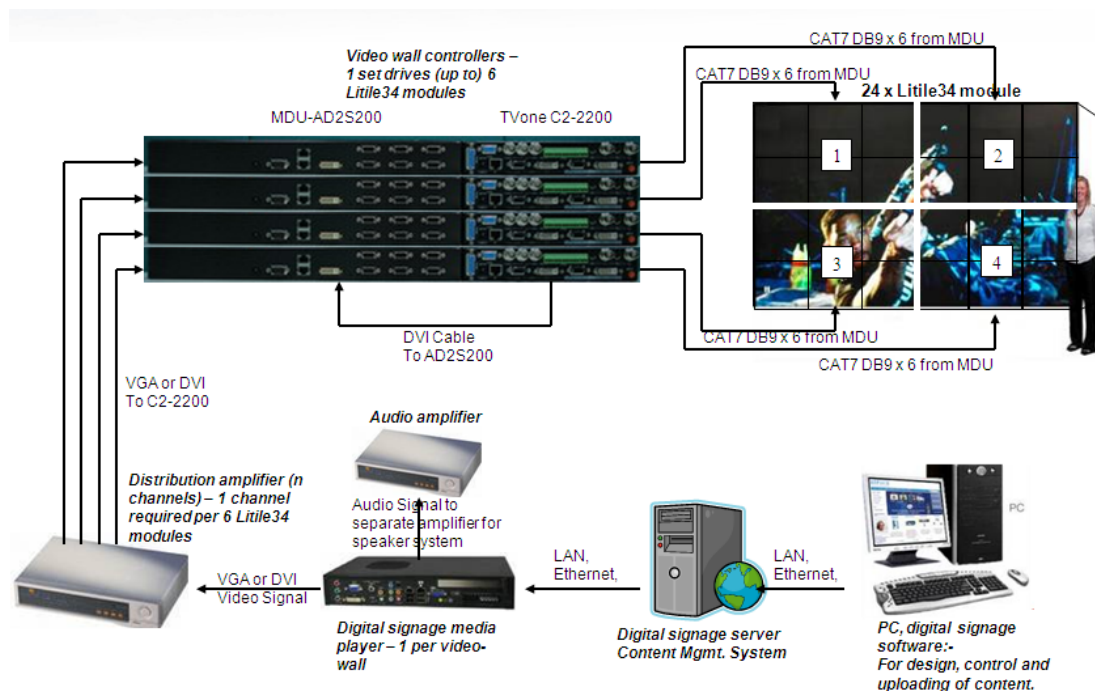 CAT7 DB9 x 6 from MDU
Video wall controllers –
1 set drives (up to) 6
Litile34 modules
CAT7 DB9 x 6 from MDU
24 x Litile34 module
MDU-AD2S200
TVone C2-2200
1
2
3
4
DVI Cable
To AD2S200
CAT7 DB9 x 6 from MDU
CAT7 DB9 x 6 from MDU
VGA or DVI
To C2-2200
Audio amplifier
Distribution amplifier (n
channels) – 1 channel
required per 6 Litile34
modules
Audio Signal to
separate amplifier for
speaker system
PC
LAN,
Ethernet,
LAN,
Ethernet,
VGA or DVI
Video Signal
Digital signage media
player – 1 per video-
wall
Digital signage server
Content Mgmt. System
PC, digital signage
software:-
For design, control and
uploading of content.